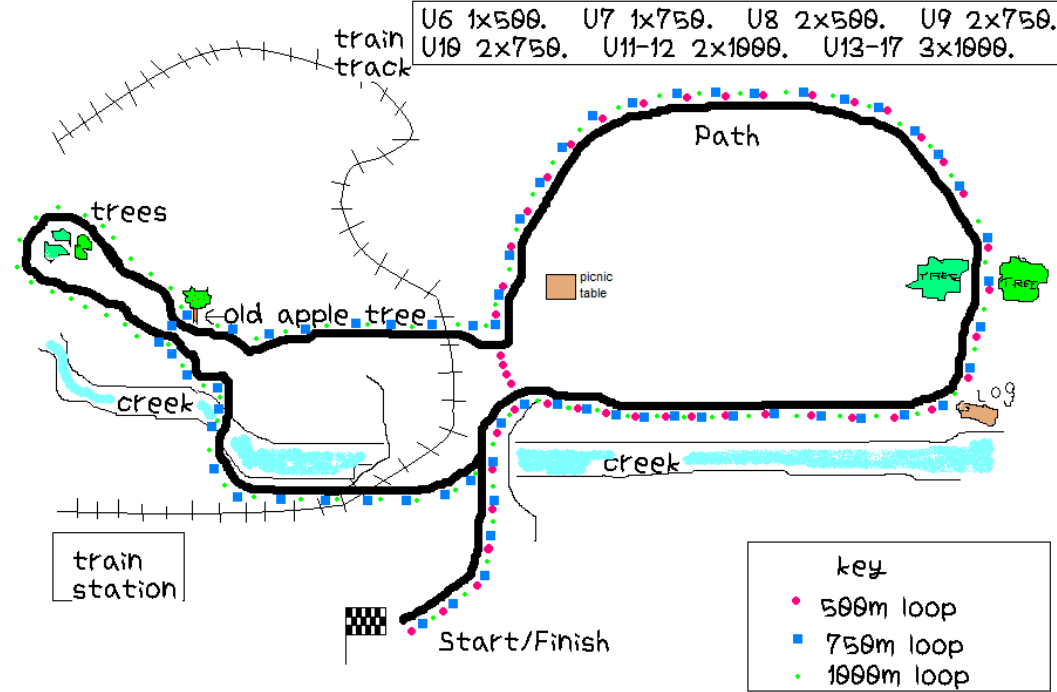 U6 1x500. U7 1x750. U8 2x500. U9 2x750.
U10 2x750. U11-12 2x1000. U13-17 3x1000.
train
track
Path
trees
picnic
table
TREE
TREE
old apple tree
Log
creek
creek
train
station
Start/Finish
key
500m loop
750m loop
1000m loop